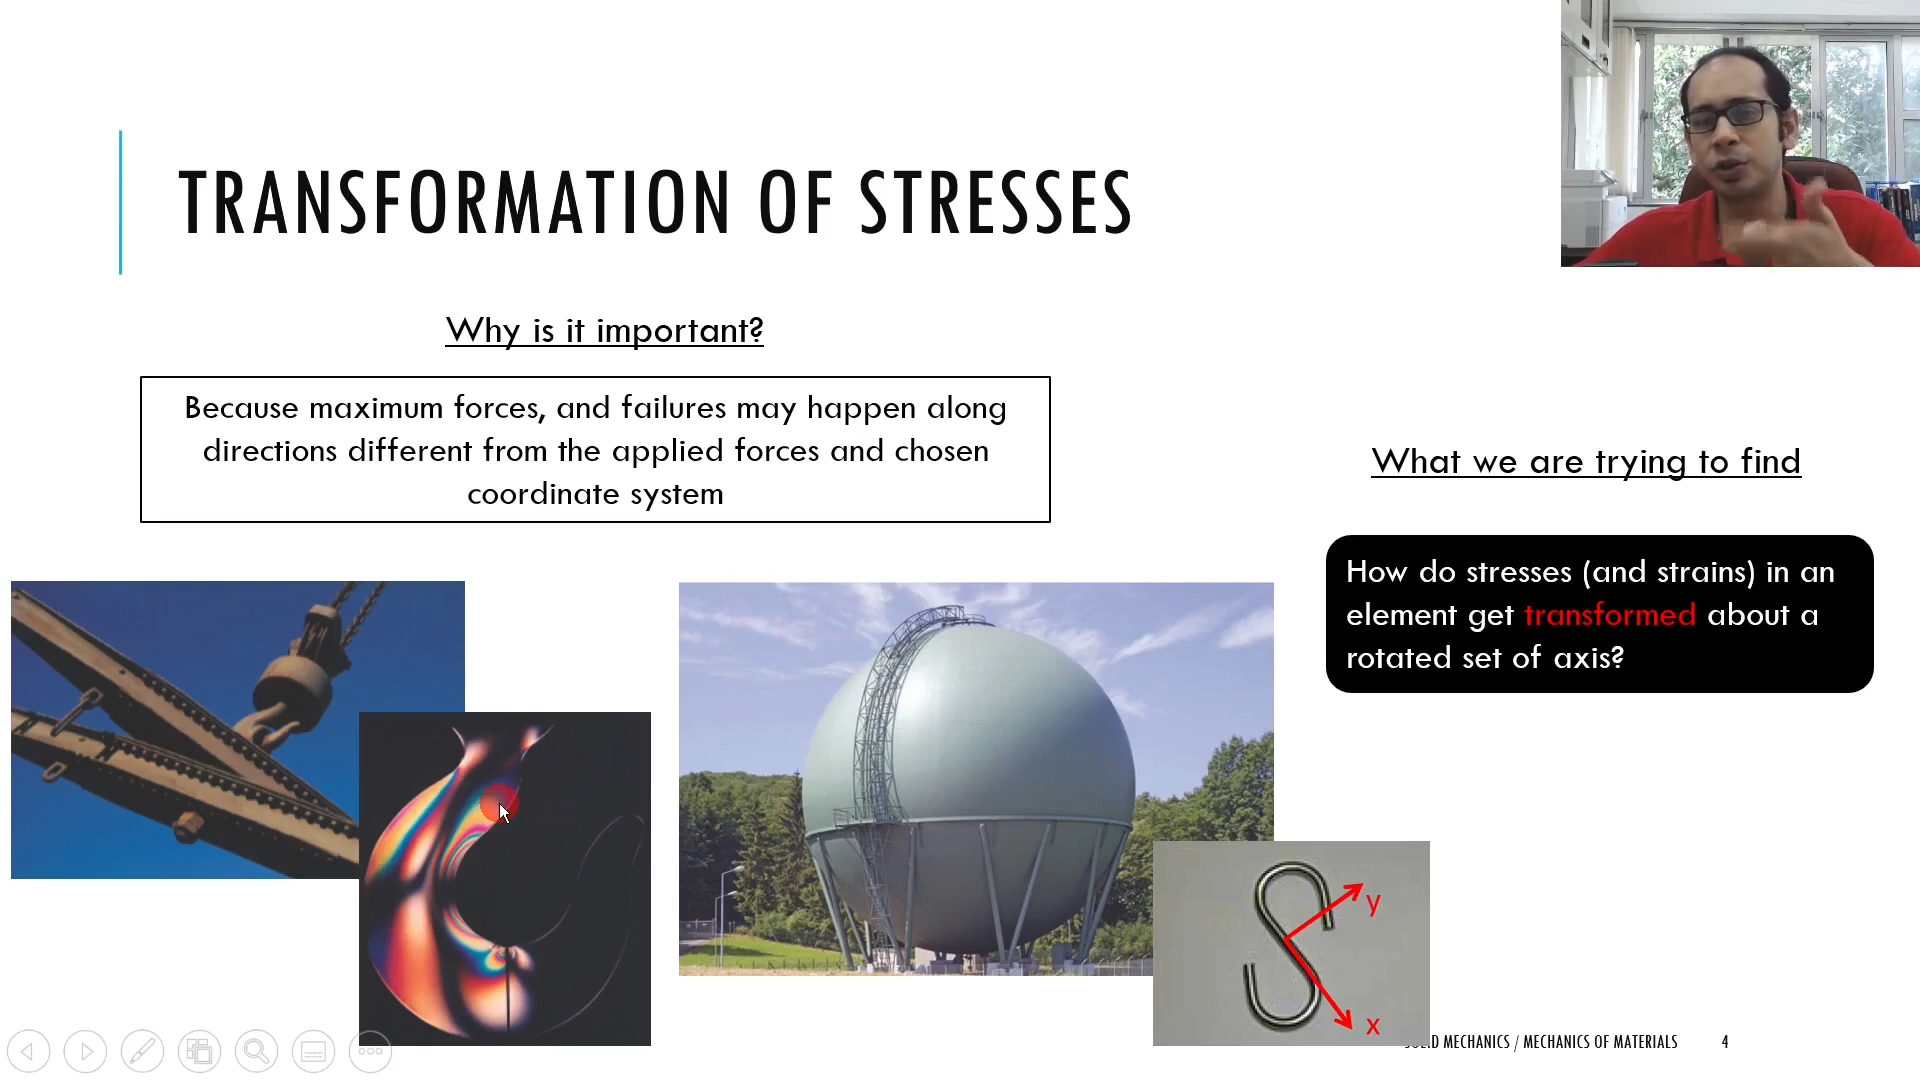 TRANSFORMATION OF STRESSES
Why is it important?
Because maximum forces, and failures may happen along
directions different from the applied forces and chosen
coordinate system
What we are trying to find
How do stresses (and strains) in an
element get transformed about a
rotated set of axis?
y
x
SOLID MECHANICS / MECHANICS OF MATERIALS 4